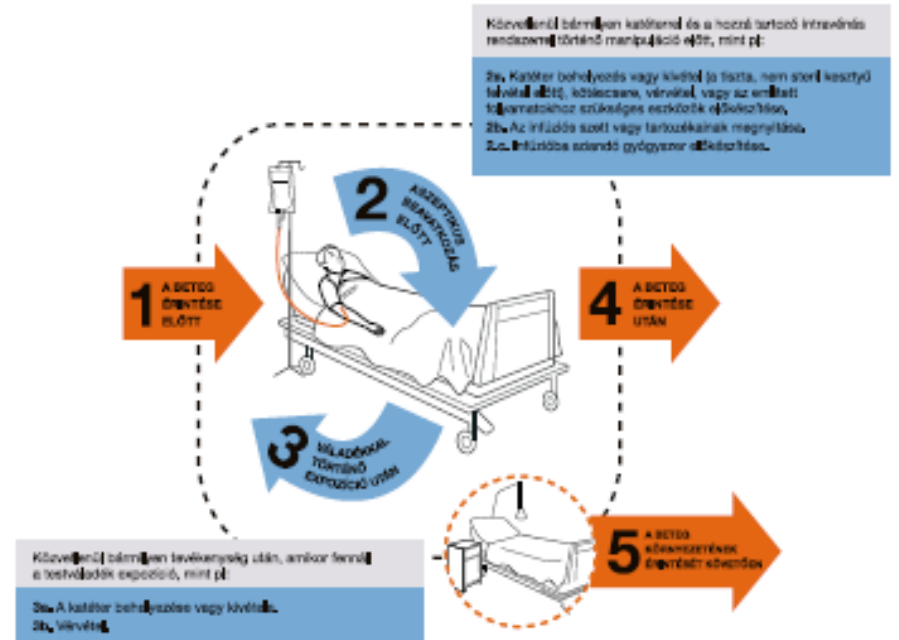 Közvetlenül bármilyen katéterrel és a hozzá tartozó intravénás
rendszerrel történő manipuláció előtt, mint pl:
2a. Katéter behelyezés vagy kivétel (a tiszta, nem steril kesztyű
felvétel előtt), kötéscsere, vérvétel, vagy az említett
folyamatokhoz szükséges eszközök előkészítése.
2b. Az infúziós szett vagy tartozékainak megnyitása.
2.c. Infúzióba adandó gyógyszer előkészítése.
2
ASZEPTIKUS
BEAVATKOZÁS
ELŐTT
1
A BETEG
ÉRINTÉSE
ELŐTT
4
A BETEG
ÉRINTÉSE
UTÁN
3
VÁLADÉKKAL
TÖRTÉNŐ
EXPOZÍCIÓ UTÁN
5
A BETEG
KÖRNYEZETÉNEK
ÉRINTÉSÉT KÖVETŐEN
Közvetlenül bármilyen tevékenység után, amikor fennáll
a testváladék expozíció, mint pl:
3a. A katéter behelyezése vagy kivétele.
3b. Vérvétel.